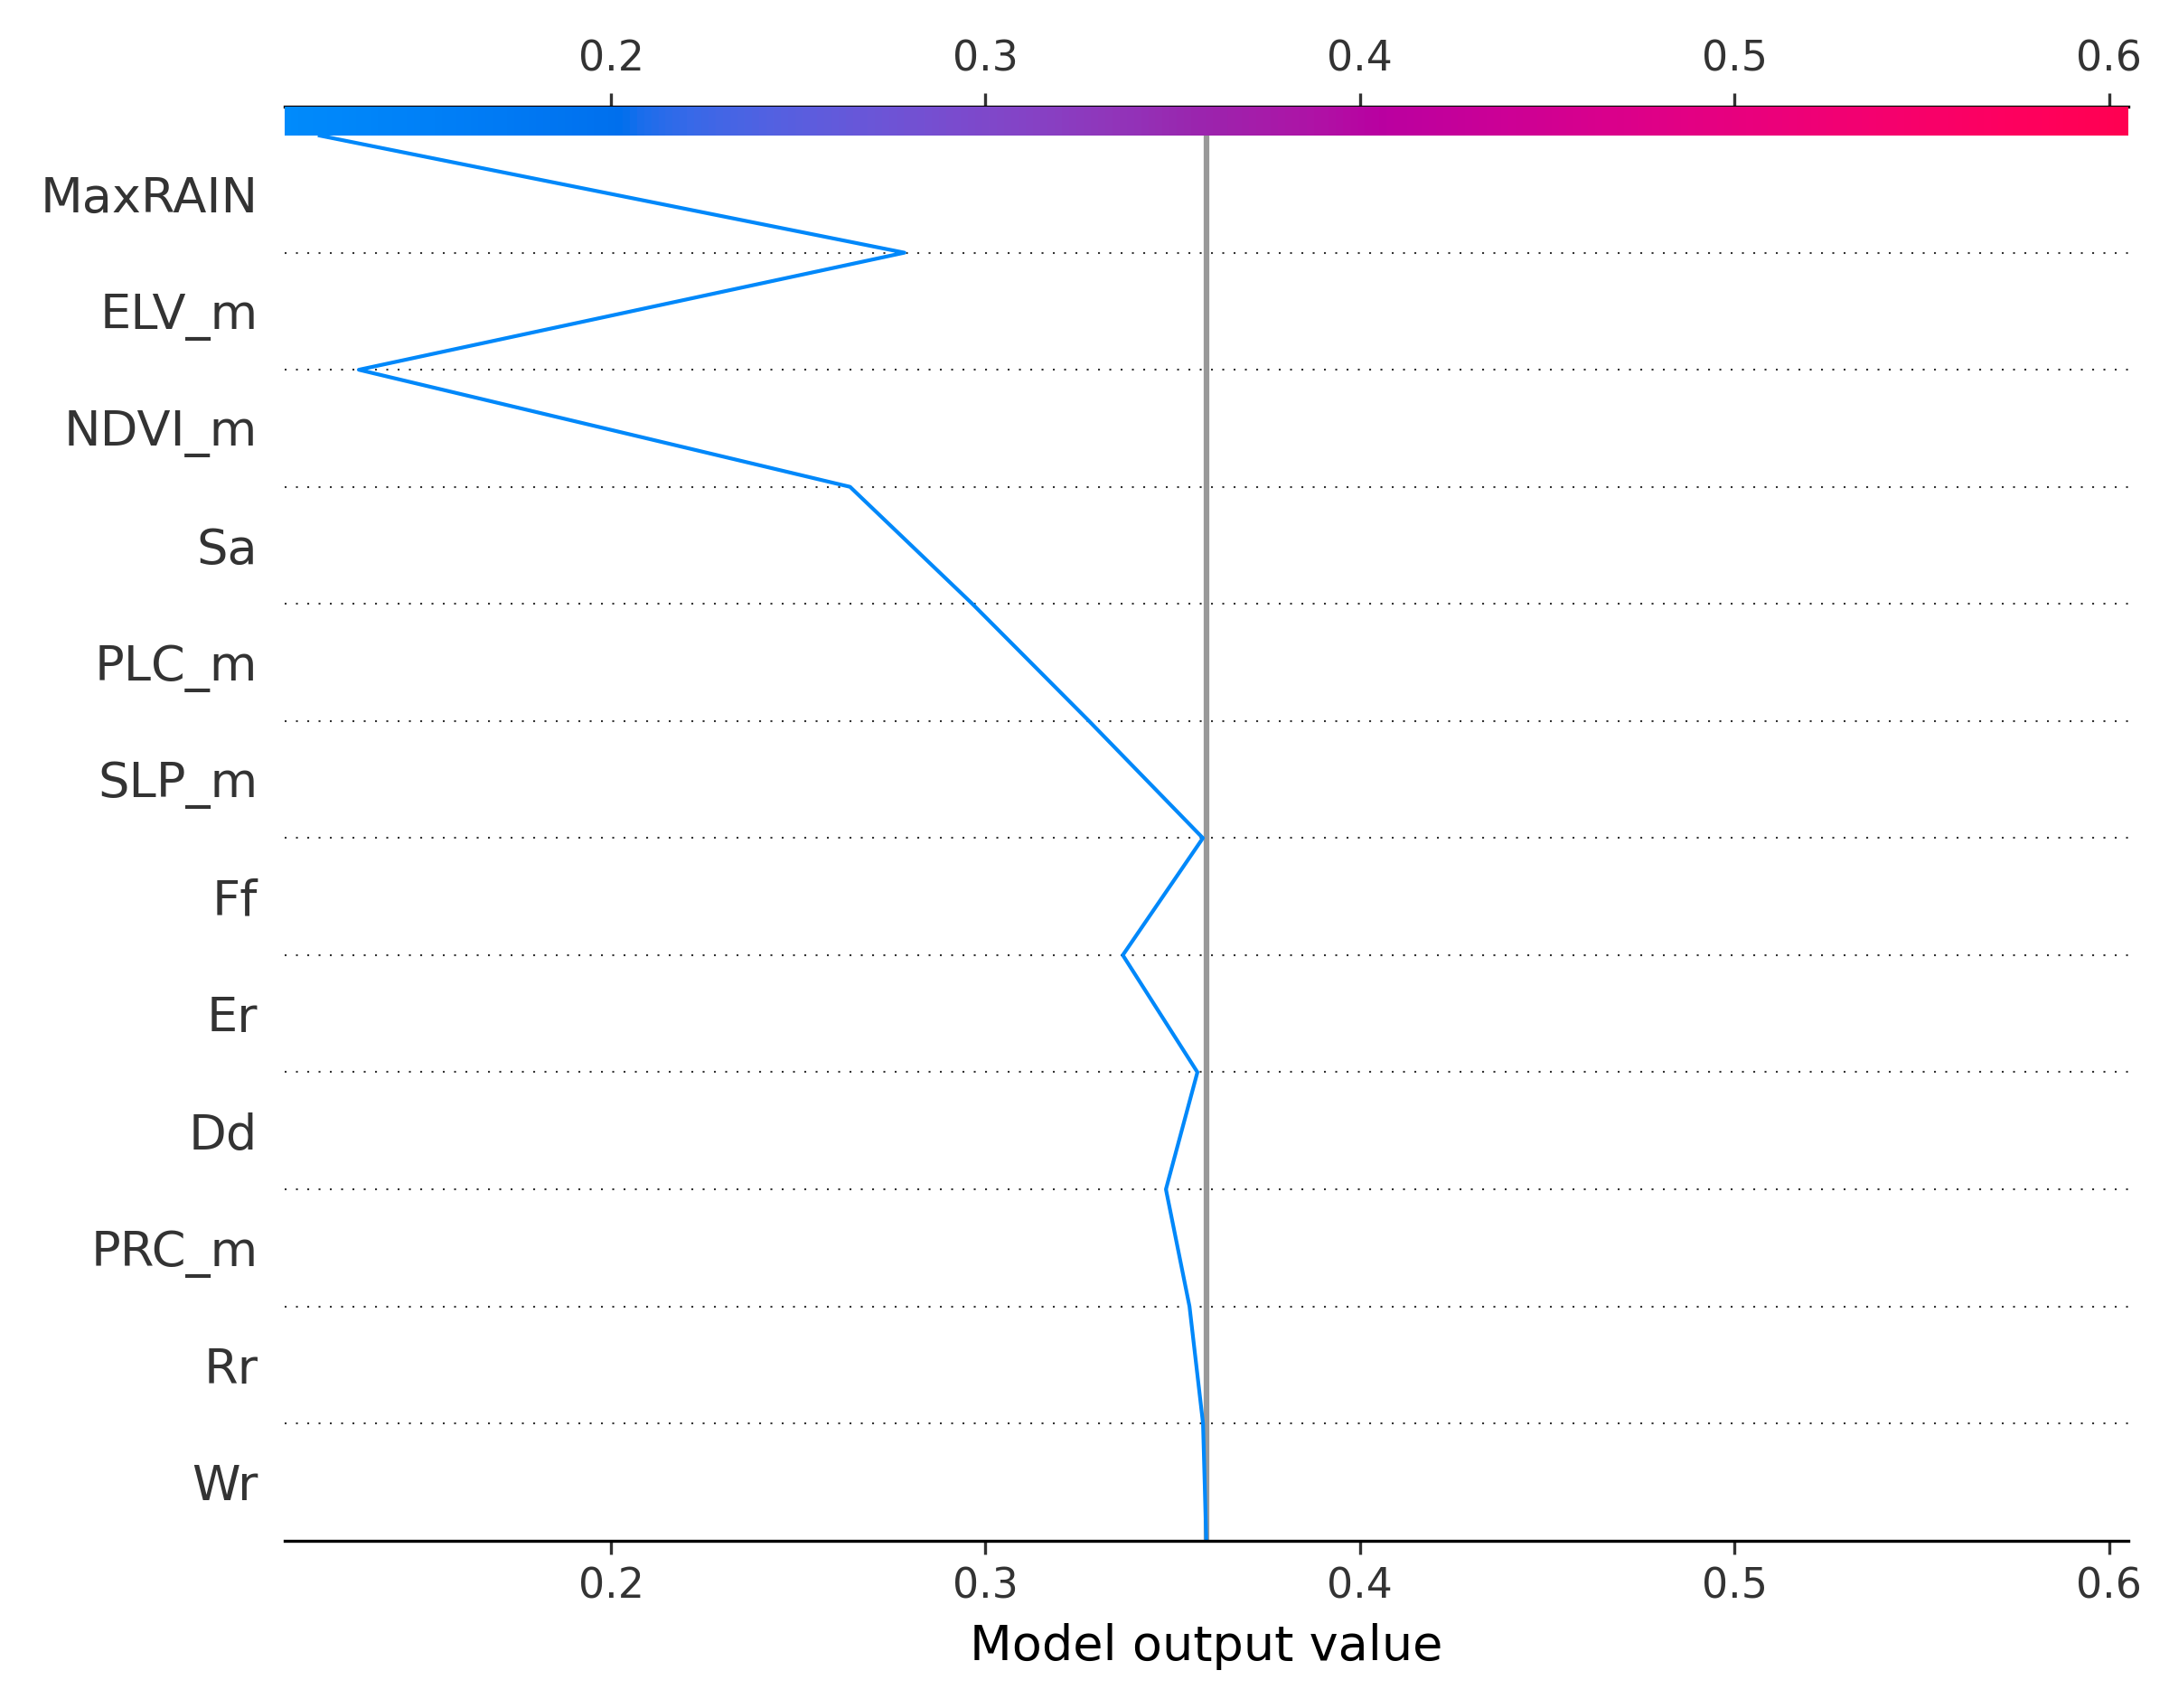 0.2 0.3 0.4 0.5 0.6
MaxRAIN
ELV_m
NDVI_m
Sa
PLC_m
SLP_m
Ff
Er
Dd
PRC_m
Rr
Wr
0.2 0.3 0.4 0.5 0.6
Model output value